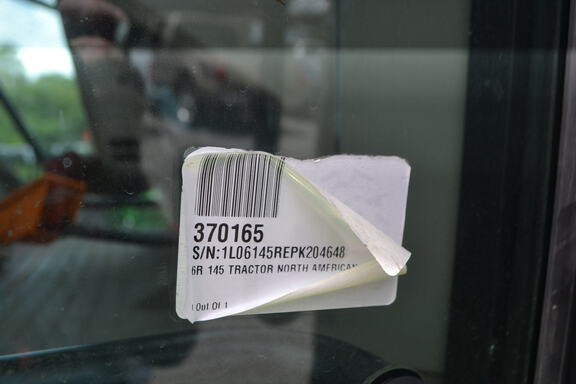 370165
S/N:1L06145REPK204648
6R 145 TRACTOR NORTH AMERICAN
1 Out Of 1